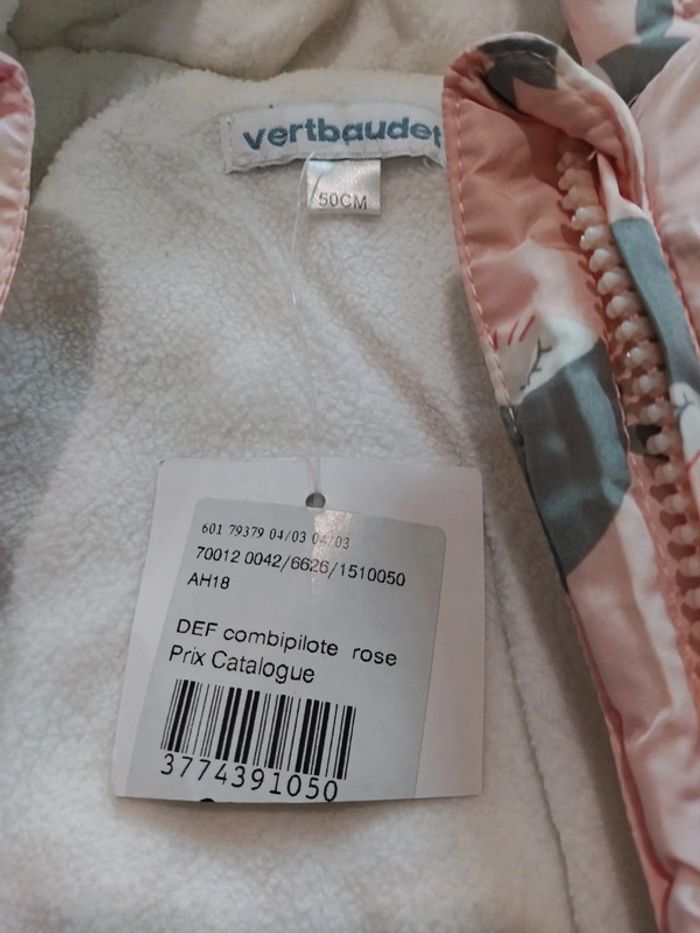 vertbaudet
50CM
601 79379 04/03 04/03
70012 0042/6626/1510050
AH18
DEF combipilote rose
Prix Catalogue
3774391050